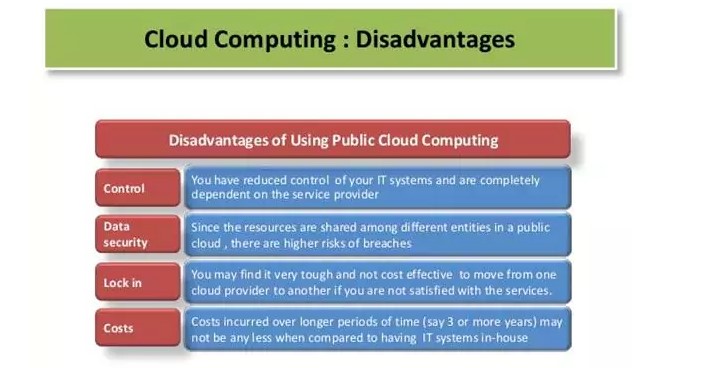 Cloud Computing : Disadvantages
Disadvantages of Using Public Cloud Computing
Control
You have reduced control of your IT systems and are completely
dependent on the service provider
Data
security
Since the resources are shared among different entities in a public
cloud , there are higher risks of breaches
Lock in
You may find it very tough and not cost effective to move from one
cloud provider to another if you are not satisfied with the services.
Costs
Costs incurred over longer periods of time (say 3 or more years) may
not be any less when compared to having IT systems in-house